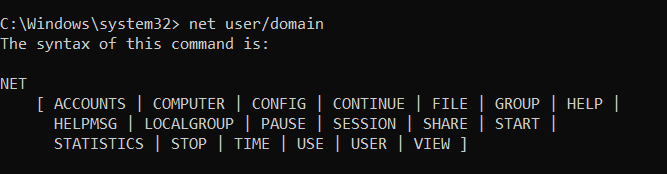 C:\Windows\system32> net user/domain
The syntax of this command is:
NET
[ ACCOUNTS | COMPUTER | CONFIG | CONTINUE | FILE | GROUP | HELP |
HELPMSG | LOCALGROUP | PAUSE | SESSION | SHARE | START |
STATISTICS | STOP | TIME | USE | USER | VIEW ]